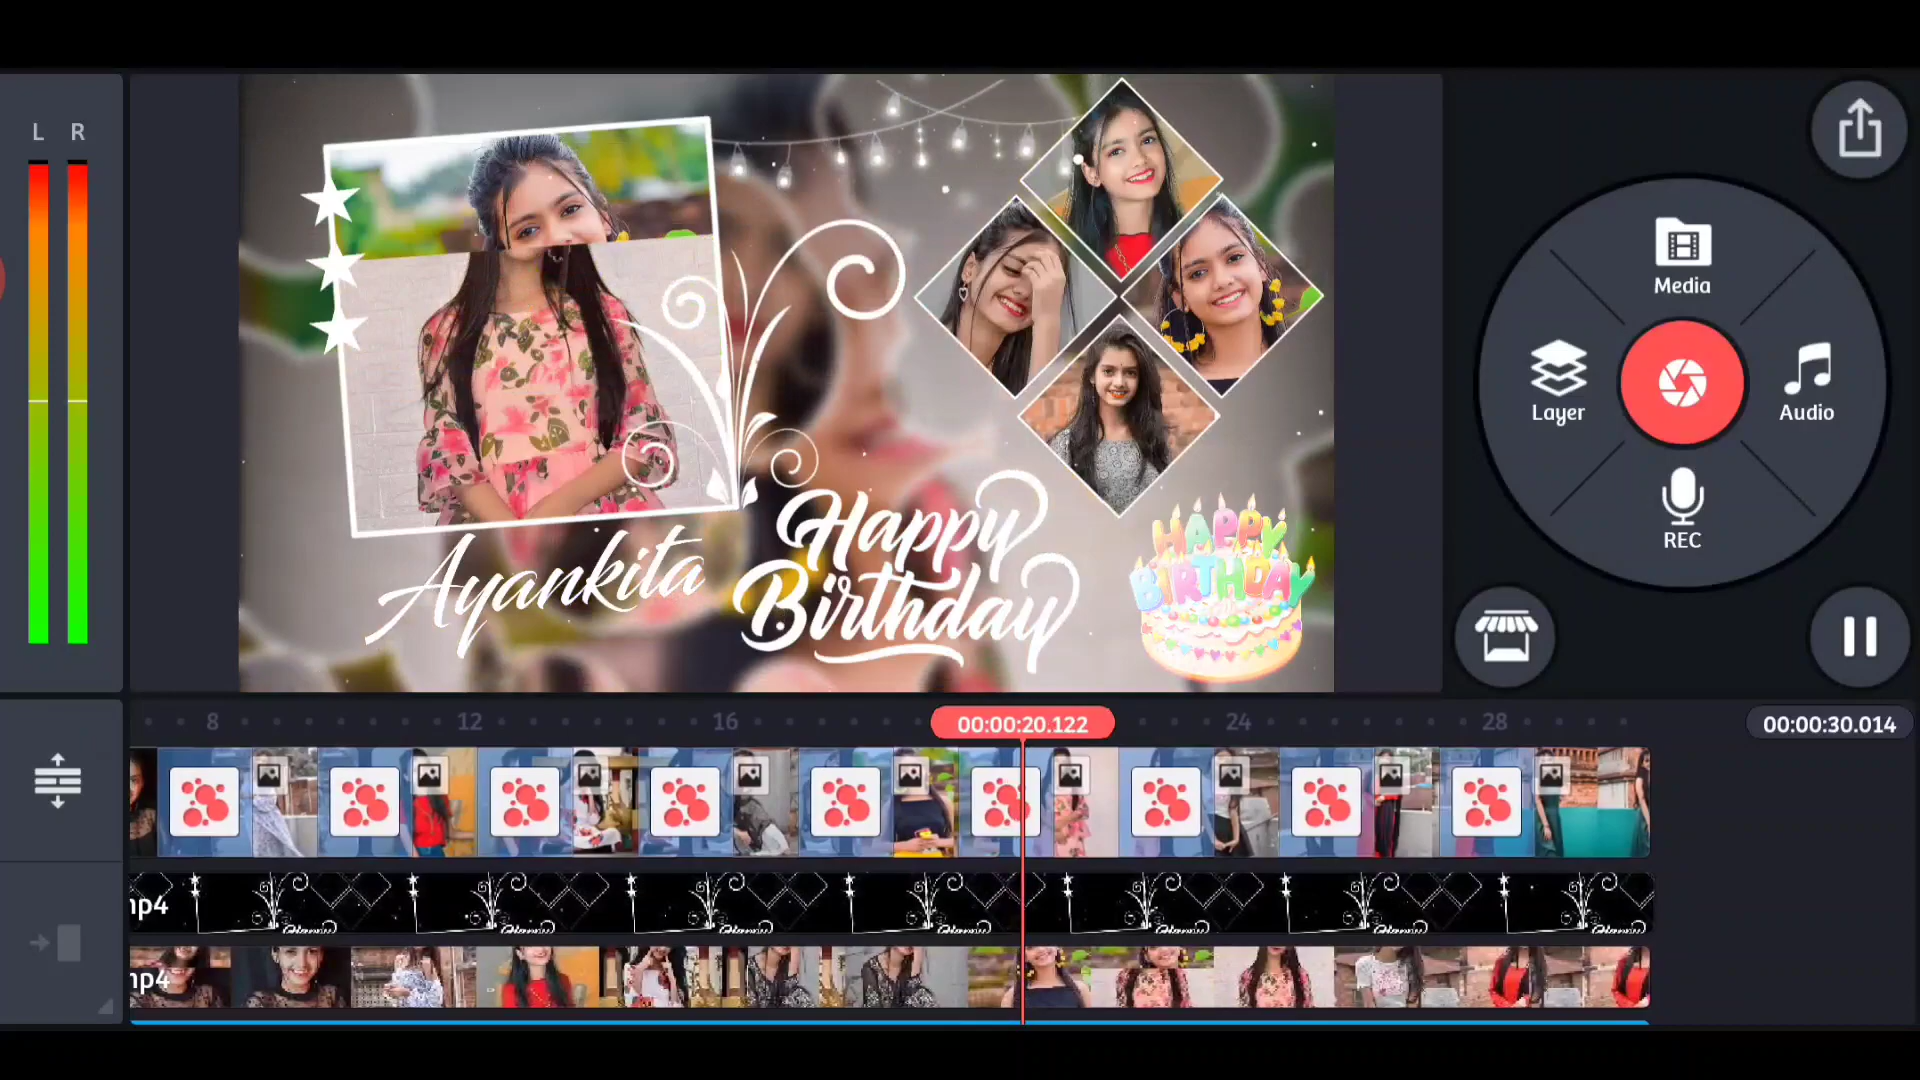 L R
Media
Layer
Audio
REC
Ayankita
Happy
Birthday
HAPPY
BIRTHDAY
8 12 16 00:00:20.122 24 28 00:00:30.014
mp4
mp4